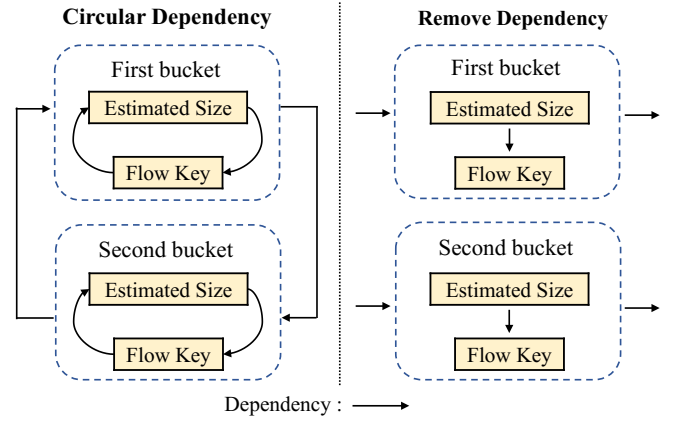 Circular Dependency
First bucket
Estimated Size
Flow Key
Second bucket
Estimated Size
Flow Key
Remove Dependency
First bucket
Estimated Size
Flow Key
Second bucket
Estimated Size
Flow Key
Dependency :